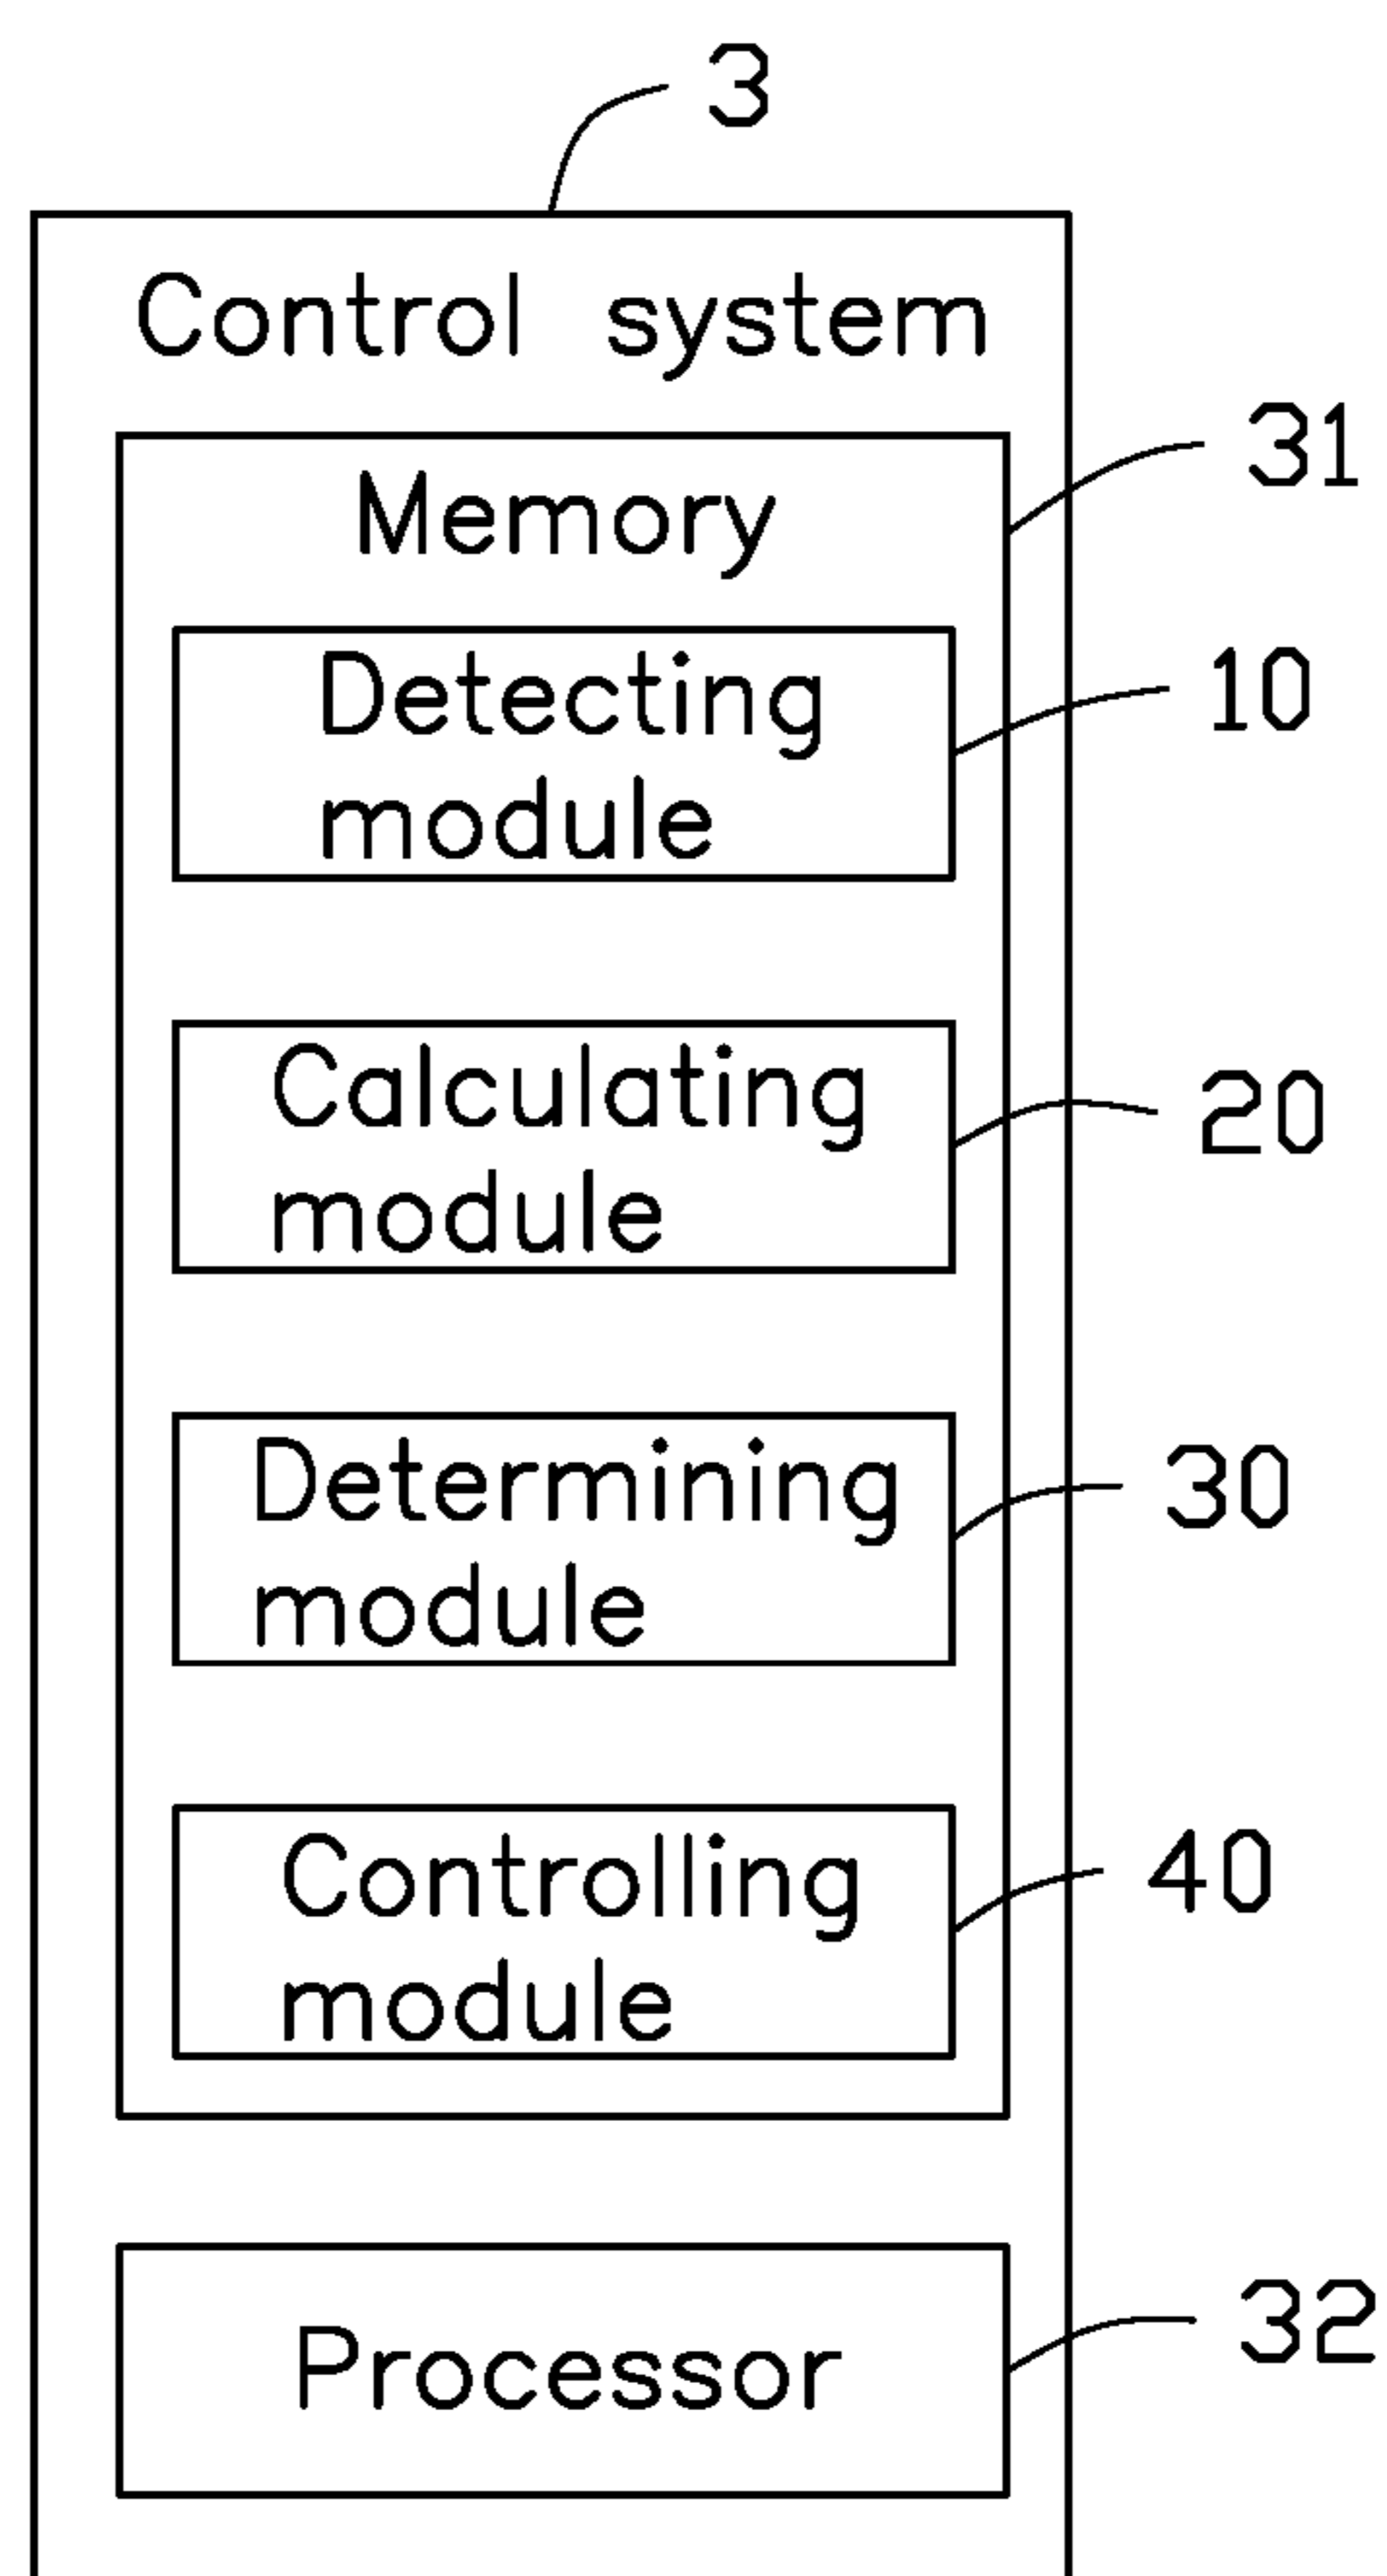 3
Control system
31
Memory
Detecting
module
10
Calculating
module
20
Determining
module
30
Controlling
module
40
Processor
32